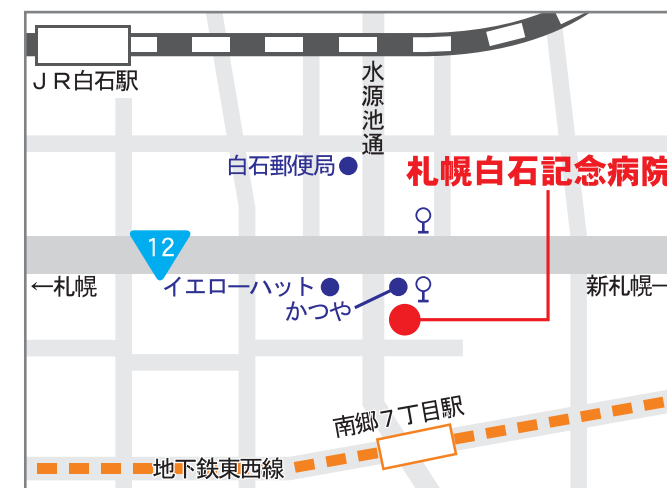 JR白石駅
水源池通
白石郵便局
札幌白石記念病院
12
←札幌
イエローハット
かつや
新札幌
南郷7丁目駅
地下鉄東西線